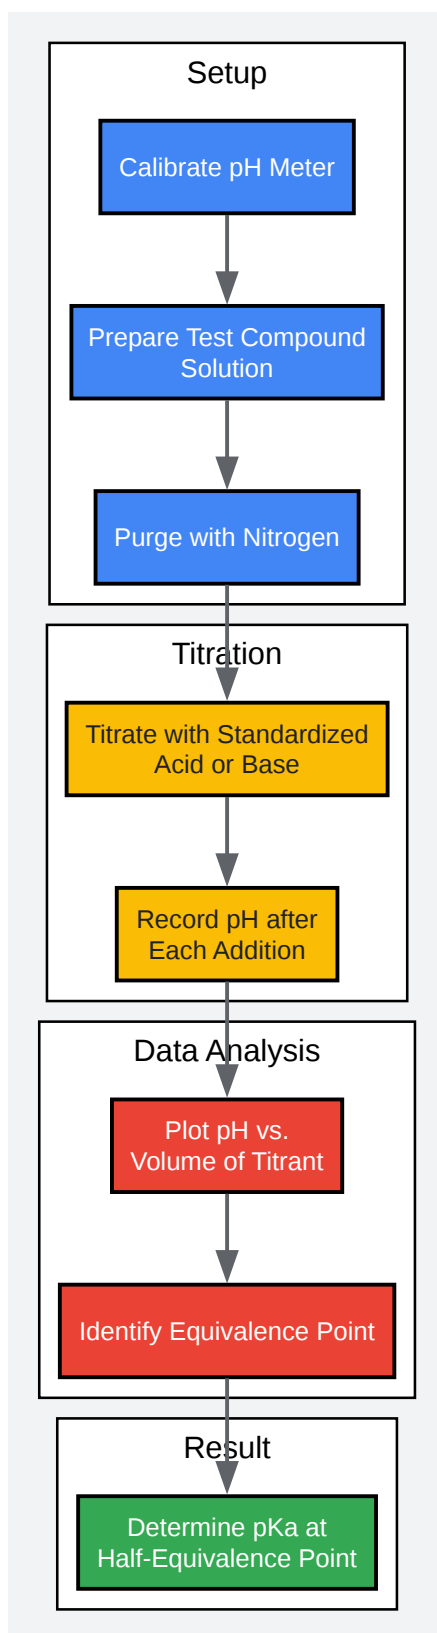 Setup
Calibrate pH Meter
Prepare Test Compound
Solution
Purge with Nitrogen
Titration
Titrate with Standardized
Acid or Base
Record pH after
Each Addition
Data Analysis
Plot pH vs.
Volume of Titrant
Identify Equivalence Point
Result
Determine pKa at
Half-Equivalence Point